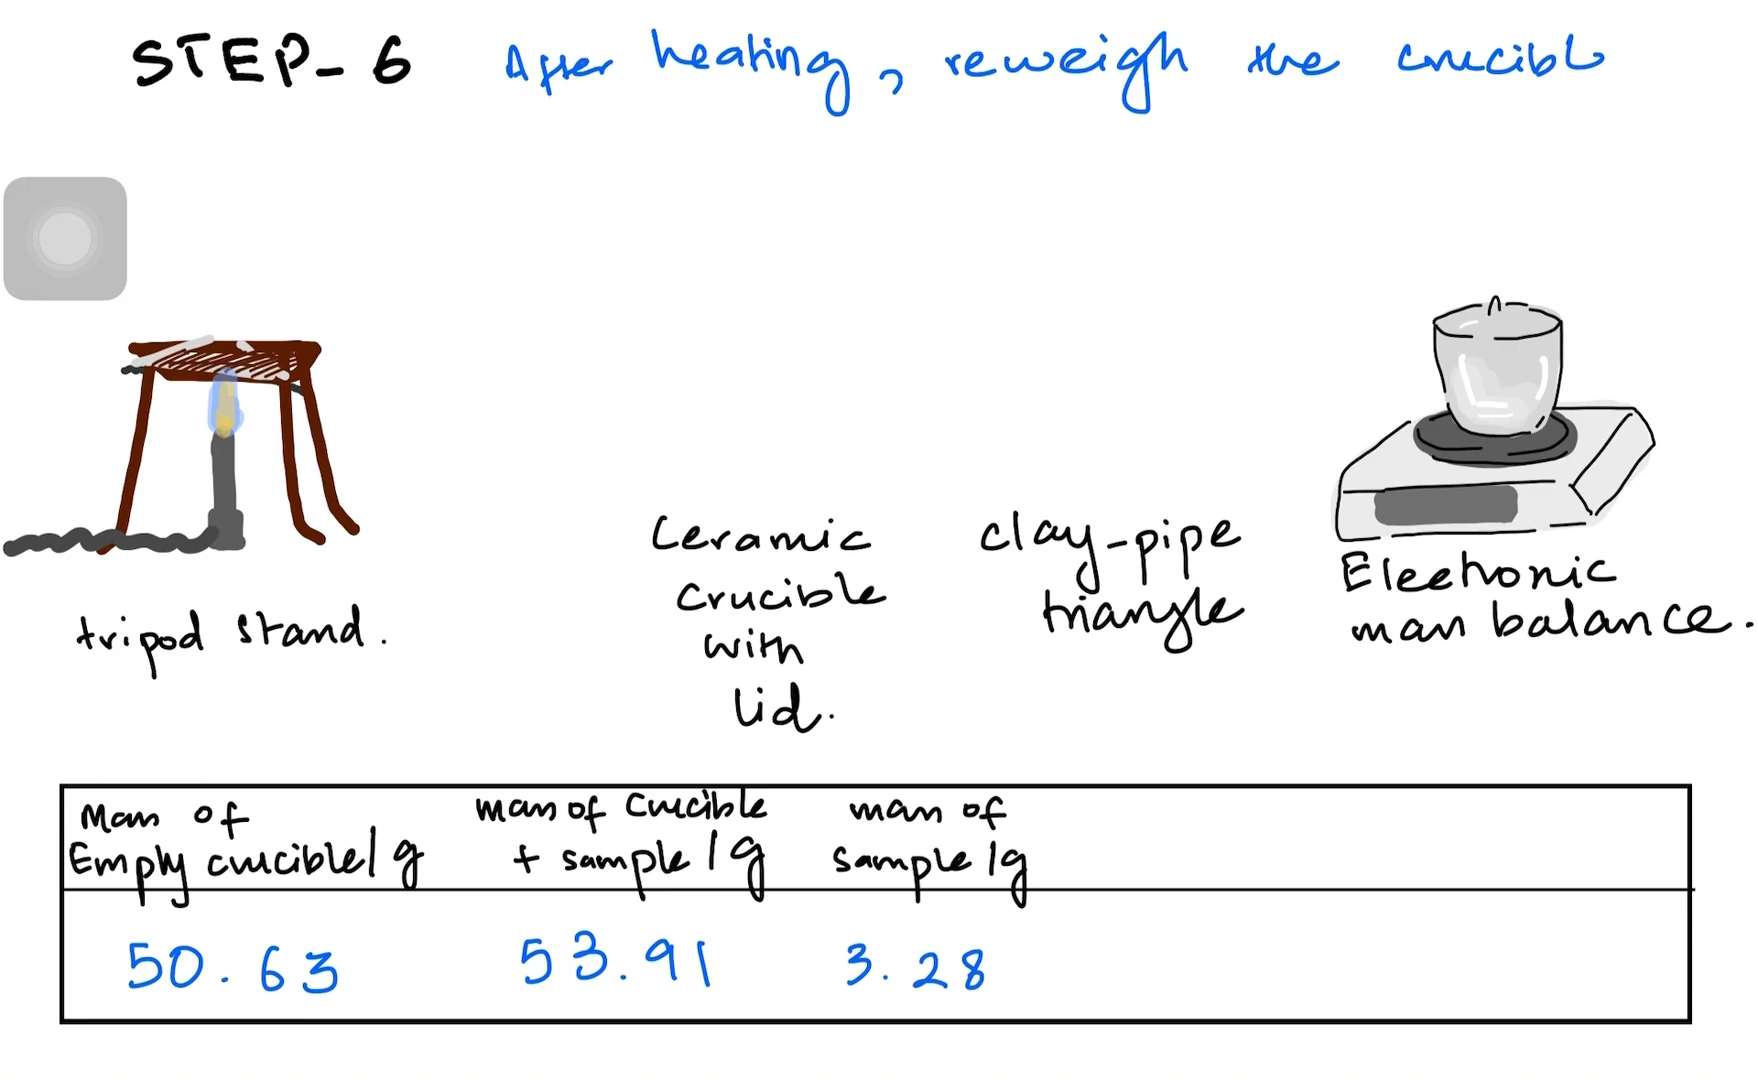 STEP-6 After heating, reweigh the crucible
tripod stand.
Ceramic
crucible
with
lid.
clay-pipe
triangle
Electronic
mass balance.
Mass of
Empty crucible/g
mass of Crucible
+ sample/g
mass of
sample/g
50.63 53.91 3.28